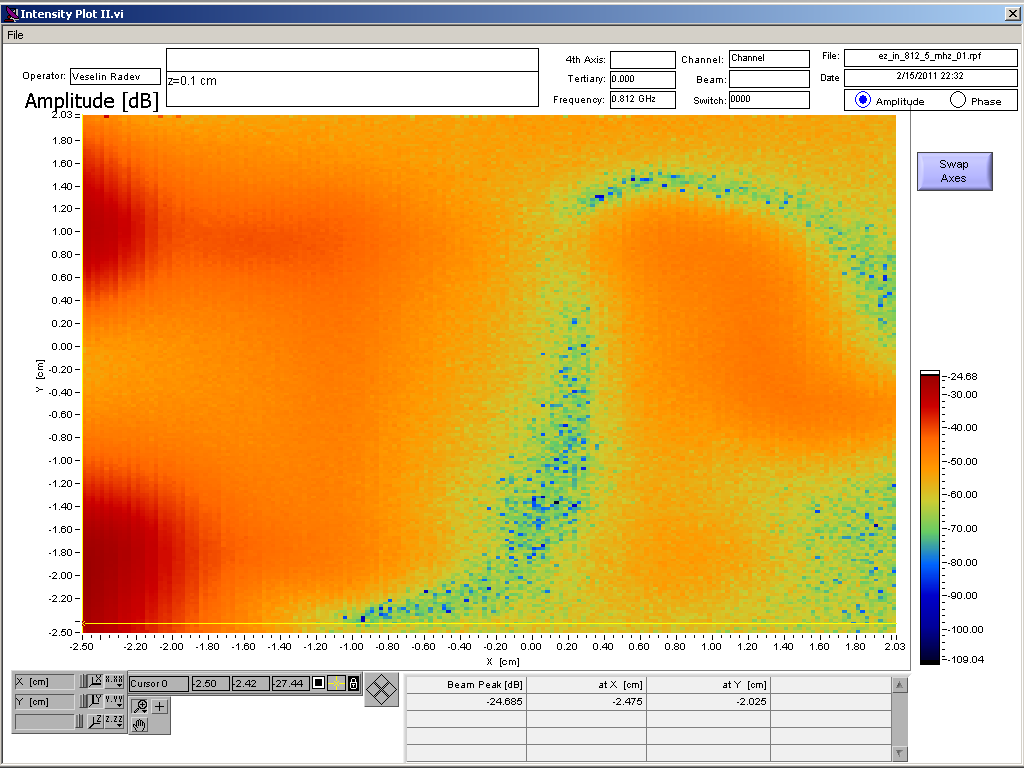 Intensity Plot II.vi
File
Operator: Veselin Radev
z=0.1 cm
4th Axis:
Tertiary: 0.000
Frequency: 0.812 GHz
Channel: Channel
Beam:
Switch: 0000
File: ez_in_812_5_mhz_01.rpf
Date 2/15/2011 22:32
Amplitude Phase
Amplitude [dB]
Swap
Axes
2.03
1.80
1.60
1.40
1.20
1.00
0.80
0.60
0.40
0.20
0.00
-0.20
-0.40
-0.60
-0.80
-1.00
-1.20
-1.40
-1.60
-1.80
-2.00
-2.20
-2.50
Y [cm]
-2.50 -2.20 -2.00 -1.80 -1.60 -1.40 -1.20 -1.00 -0.80 -0.60 -0.40 -0.20 0.00 0.20 0.40 0.60 0.80 1.00 1.20 1.40 1.60 1.80 2.03
X [cm]
-24.68
-30.00
-40.00
-50.00
-60.00
-70.00
-80.00
-90.00
-100.00
-109.04
X [cm]
Y [cm]
X X.XX
Y Y.YY
Z Z.ZZ
Cursor 0 -2.50 -2.42 -27.44
Beam Peak [dB] at X [cm] at Y [cm]
-24.685 -2.475 -2.025